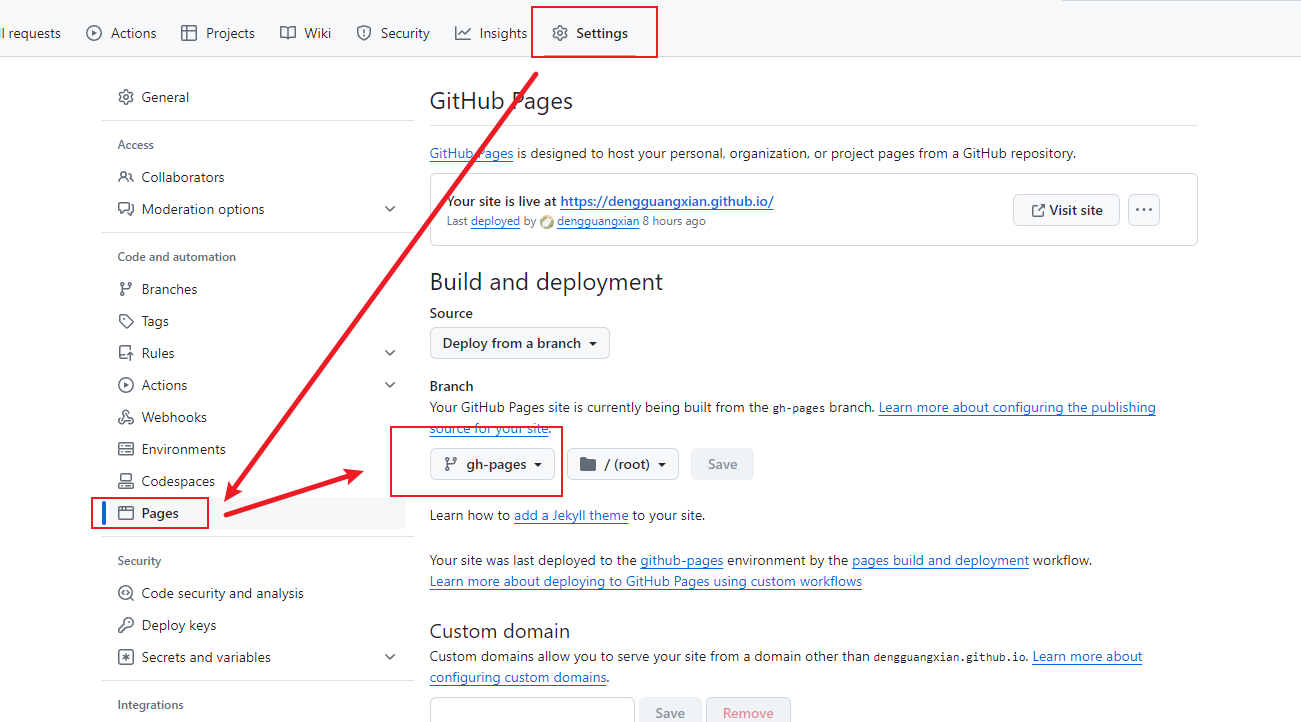 ll requests
Actions
Projects
Wiki
Security
Insights
Settings
General
Access
Collaborators
Moderation options
Code and automation
Branches
Tags
Rules
Actions
Webhooks
Environments
Codespaces
Pages
Security
Code security and analysis
Deploy keys
Secrets and variables
Integrations
GitHub Pages
GitHub Pages is designed to host your personal, organization, or project pages from a GitHub repository.
Your site is live at https://dengguangxian.github.io/
Last deployed by dengguangxian 8 hours ago
Visit site
Build and deployment
Source
Deploy from a branch
Branch
Your GitHub Pages site is currently being built from the gh-pages branch. Learn more about configuring the publishing
source for your site.
gh-pages
/ (root)
Save
Learn how to add a Jekyll theme to your site.
Your site was last deployed to the github-pages environment by the pages build and deployment workflow.
Learn more about deploying to GitHub Pages using custom workflows
Custom domain
Custom domains allow you to serve your site from a domain other than dengguangxian.github.io. Learn more about
configuring custom domains.
Save
Remove